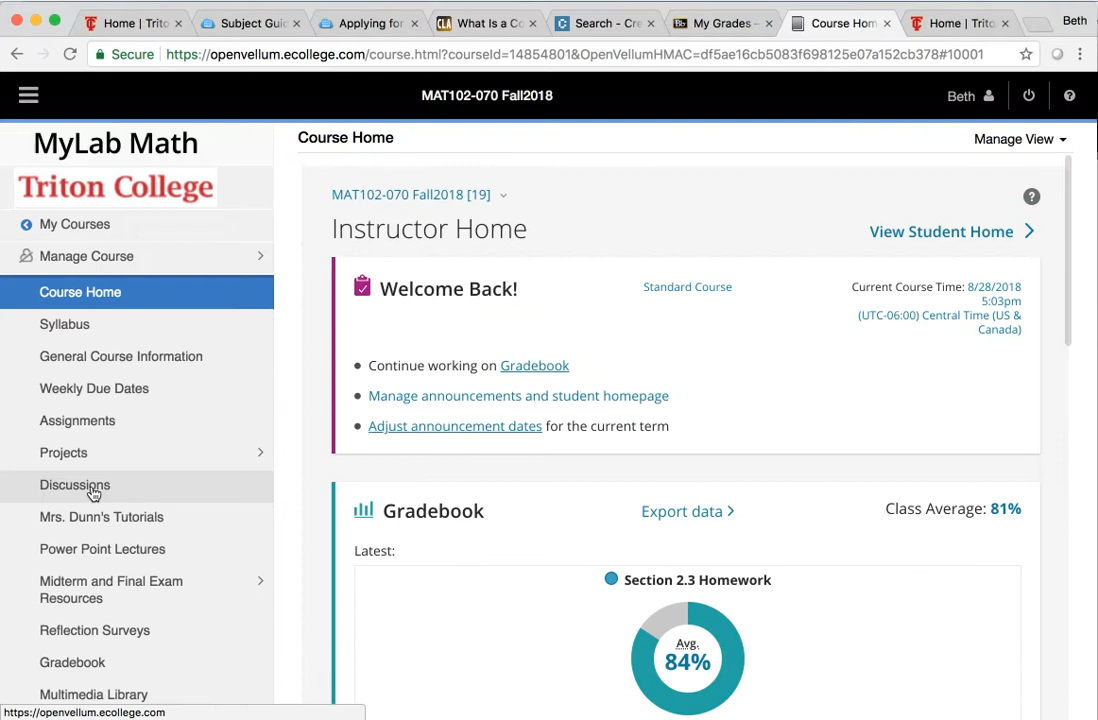 Home | Trito
Subject Guid
Applying for
What Is a Co
Search - Cre
My Grades –
Course Hom
Home | Trito
Beth
Secure
https://openvellum.ecollege.com/course.html?courseId=14854801&OpenVellumHMAC=df5ae16cb5083f698125e07a152cb378#10001
MAT102-070 Fall2018
Beth
MyLab Math
Triton College
My Courses
Manage Course
Course Home
Syllabus
General Course Information
Weekly Due Dates
Assignments
Projects
Discussions
Mrs. Dunn's Tutorials
Power Point Lectures
Midterm and Final Exam
Resources
Reflection Surveys
Gradebook
Multimedia Library
https://openvellum.ecollege.com
Course Home
Manage View
MAT102-070 Fall2018 [19]
Instructor Home
View Student Home
Welcome Back!
Standard Course
Current Course Time: 8/28/2018
5:03pm
(UTC-06:00) Central Time (US &
Canada)
• Continue working on Gradebook
• Manage announcements and student homepage
• Adjust announcement dates for the current term
Gradebook
Export data
Class Average: 81%
Latest:
Section 2.3 Homework
Avg.
84%